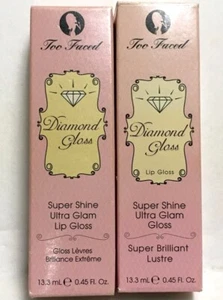 Too Faced
Diamond
Gloss
Super Shine
Ultra Glam
Lip Gloss
Gloss Lèvres
Brilliance Extrême
13.3 mL ℮ 0.45 Fl. Oz.
Too Faced
Diamond
Gloss
Lip Gloss
Super Shine
Ultra Glam
Gloss
Super Brilliant
Lustre
13.3 mL ℮ 0.45 Fl. Oz.